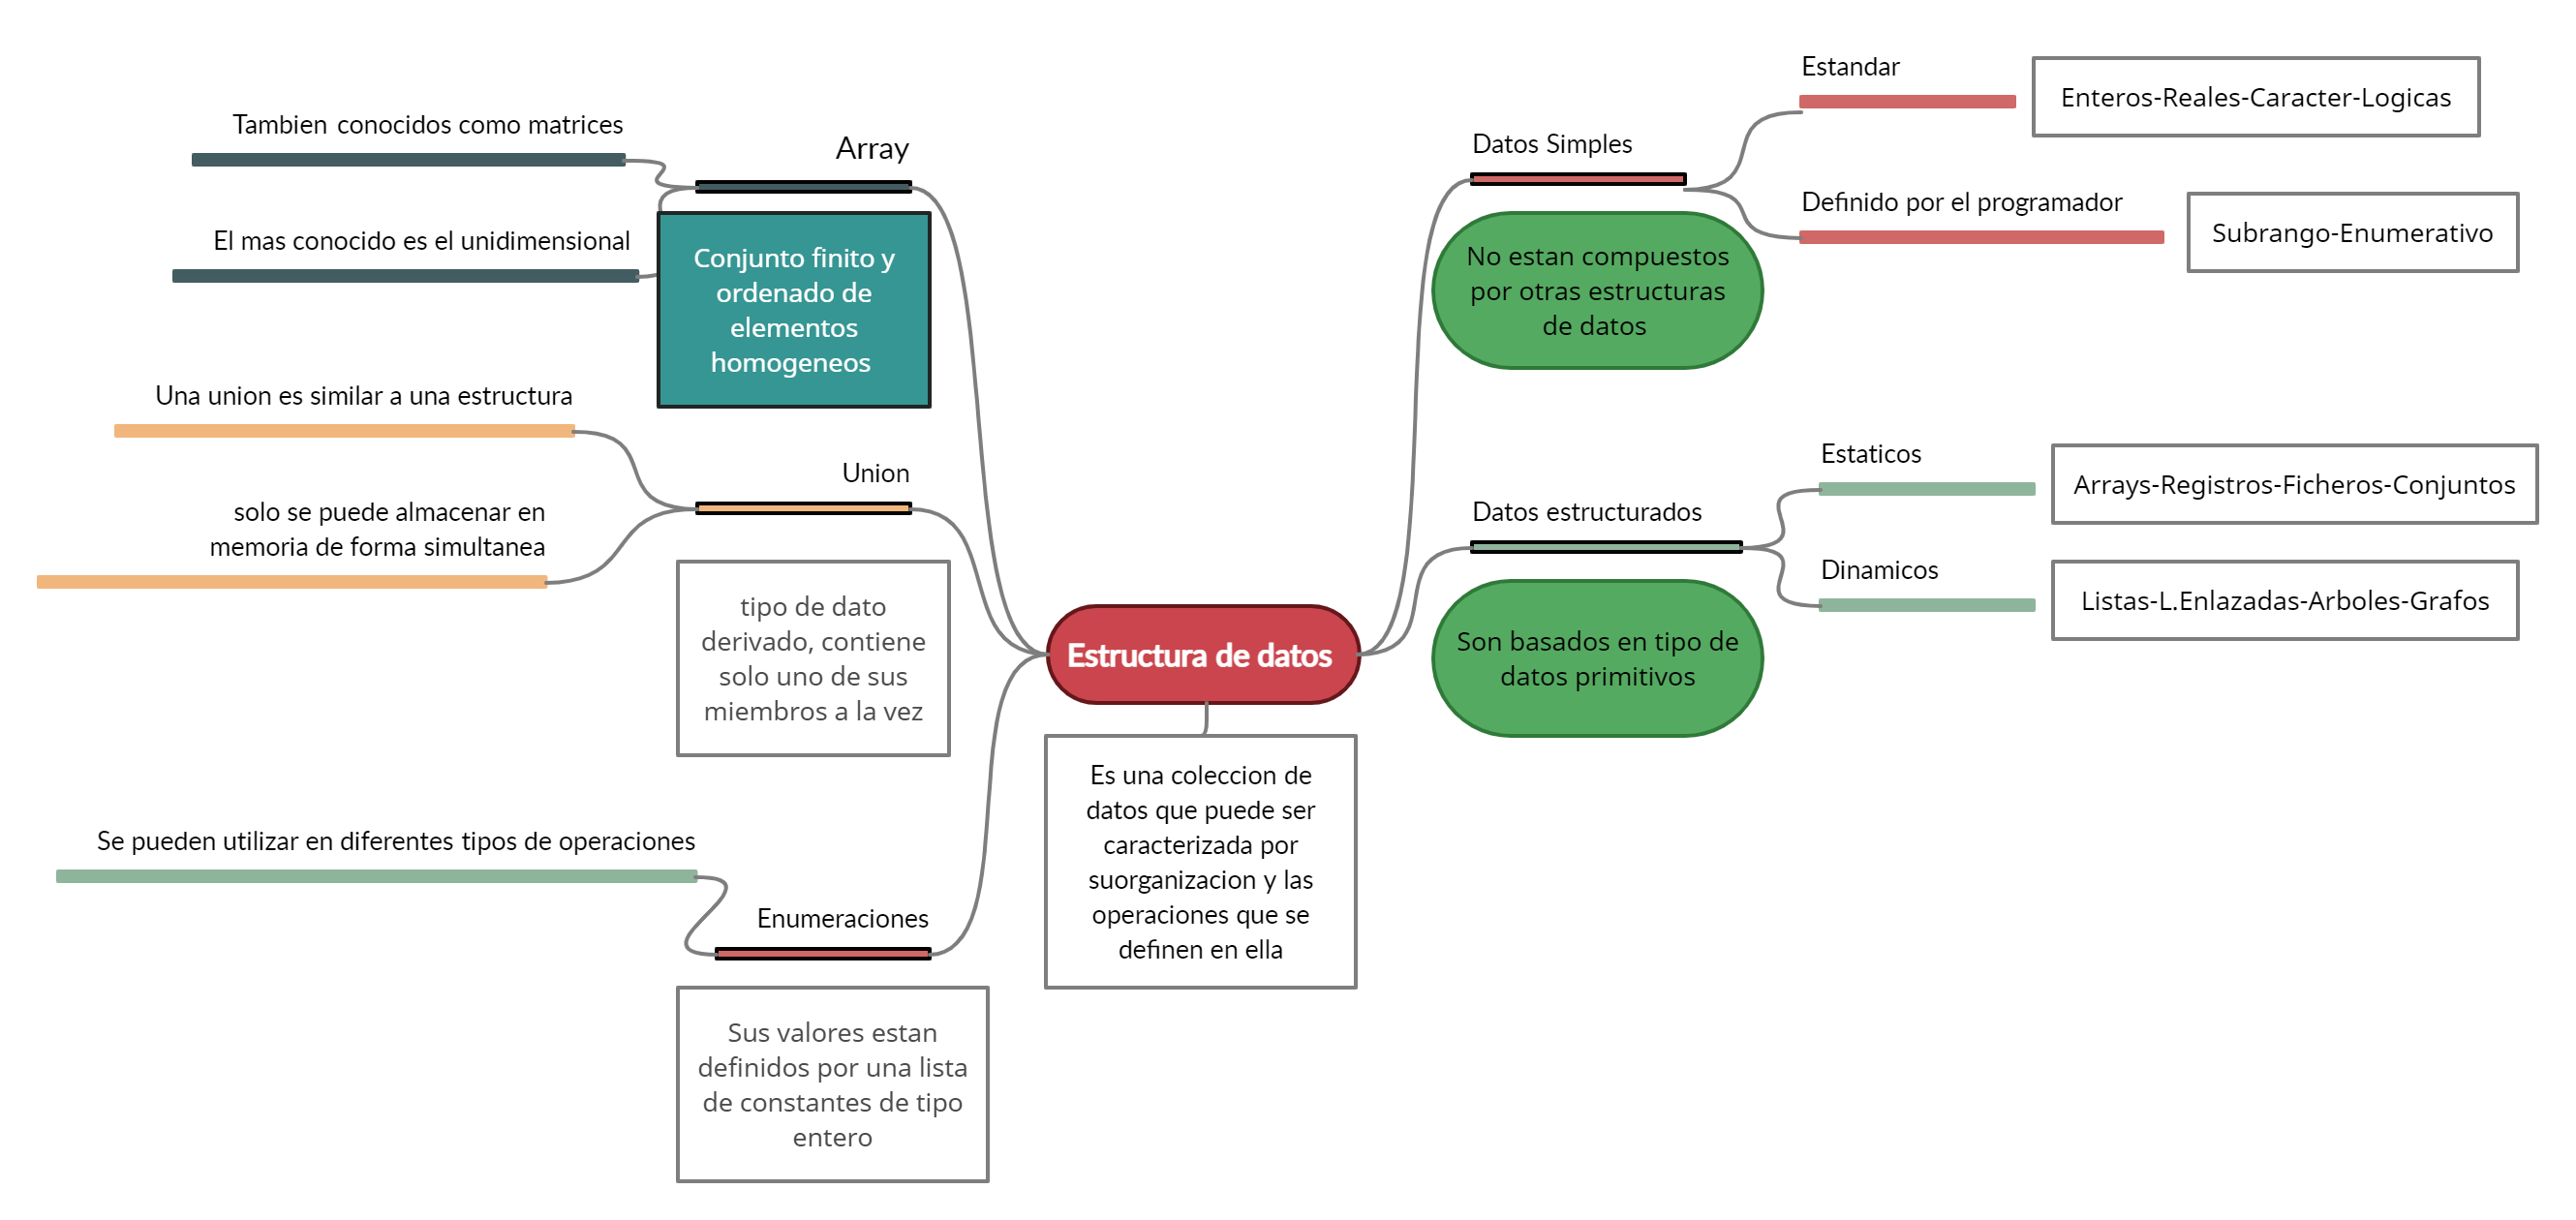 Tambien conocidos como matrices
Array
El mas conocido es el unidimensional
Conjunto finito y
ordenado de
elementos
homogeneos
Una union es similar a una estructura
Union
solo se puede almacenar en
memoria de forma simultanea
tipo de dato
derivado, contiene
solo uno de sus
miembros a la vez
Se pueden utilizar en diferentes tipos de operaciones
Enumeraciones
Sus valores estan
definidos por una lista
de constantes de tipo
entero
Estructura de datos
Es una coleccion de
datos que puede ser
caracterizada por
suorganizacion y las
operaciones que se
definen en ella
Datos Simples
No estan compuestos
por otras estructuras
de datos
Estandar
Enteros-Reales-Caracter-Logicas
Definido por el programador
Subrango-Enumerativo
Datos estructurados
Son basados en tipo de
datos primitivos
Estaticos
Arrays-Registros-Ficheros-Conjuntos
Dinamicos
Listas-L.Enlazadas-Arboles-Grafos